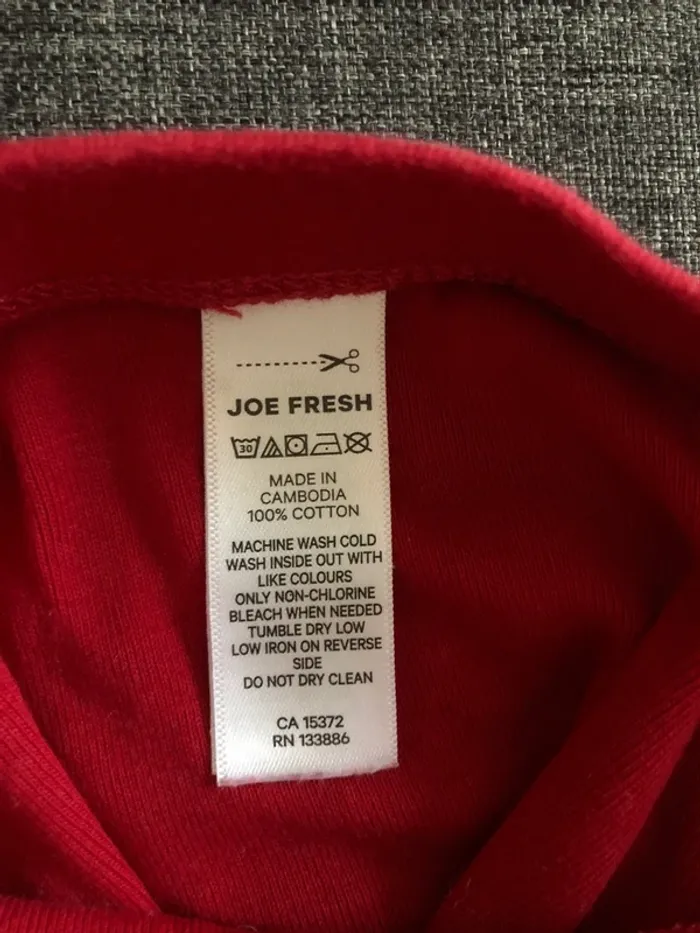 JOE FRESH
30
MADE IN
CAMBODIA
100% COTTON
MACHINE WASH COLD
WASH INSIDE OUT WITH
LIKE COLOURS
ONLY NON-CHLORINE
BLEACH WHEN NEEDED
TUMBLE DRY LOW
LOW IRON ON REVERSE
SIDE
DO NOT DRY CLEAN
CA 15372
RN 133886